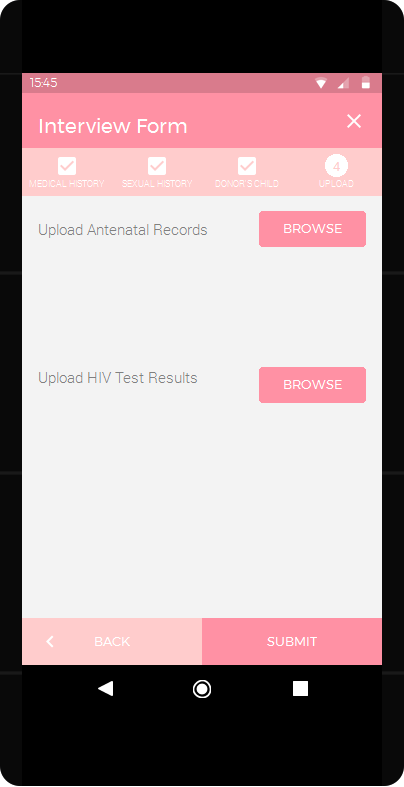 15:45
Interview Form
MEDICAL HISTORY SEXUAL HISTORY DONOR'S CHILD 4 UPLOAD
Upload Antenatal Records BROWSE
Upload HIV Test Results BROWSE
BACK SUBMIT